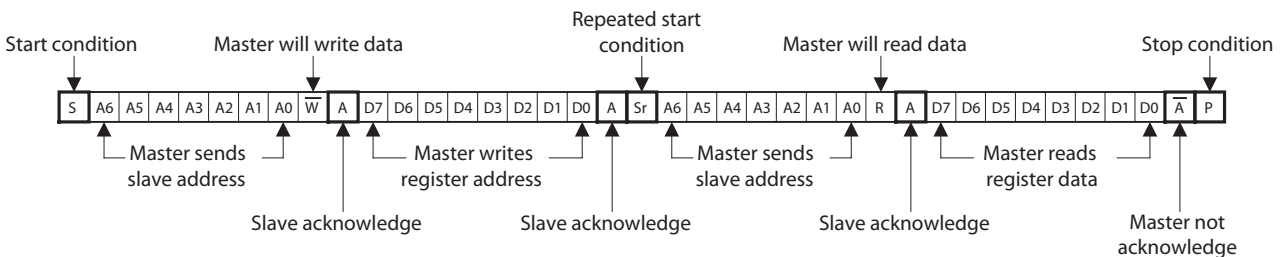 Repeated start
Start condition Master will write data condition Master will read data Stop condition
S A6 A5 A4 A3 A2 A1 A0 W̅ A D7 D6 D5 D4 D3 D2 D1 D0 A Sr A6 A5 A4 A3 A2 A1 A0 R A D7 D6 D5 D4 D3 D2 D1 D0 A̅ P
Master sends Master writes Master sends Master reads
slave address register address slave address register data
Slave acknowledge Slave acknowledge Slave acknowledge Master not
acknowledge